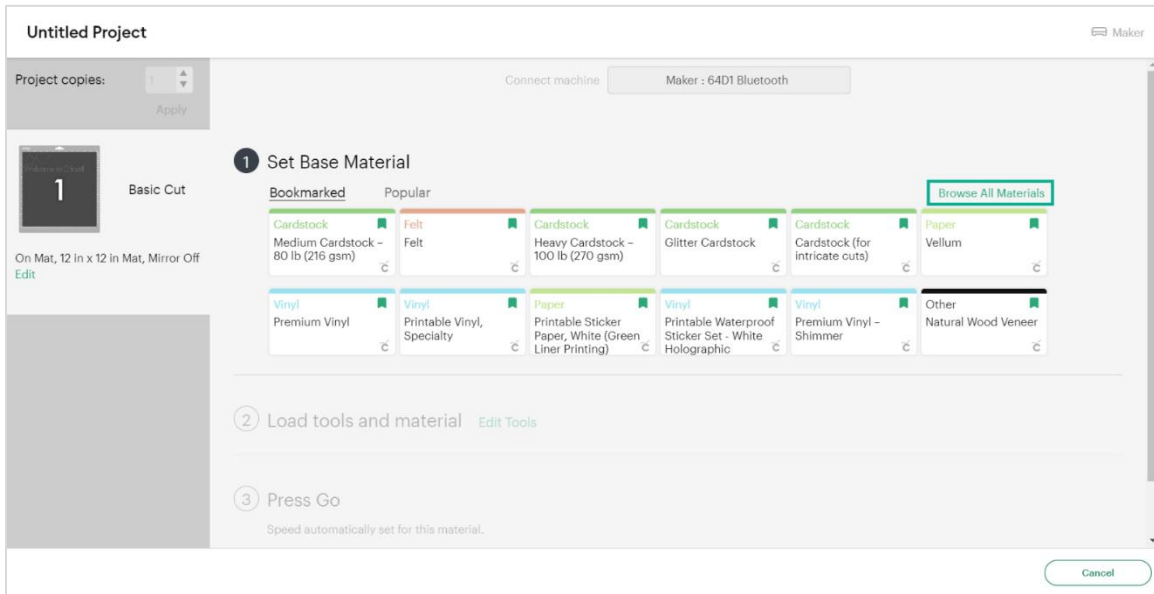 Untitled Project
Maker
Project copies:
1
Apply
Connect machine
Maker : 64D1 Bluetooth
1
Basic Cut
On Mat, 12 in x 12 in Mat, Mirror Off
Edit
1 Set Base Material
Bookmarked Popular
Browse All Materials
Cardstock
Medium Cardstock –
80 lb (216 gsm)
Felt
Felt
Cardstock
Heavy Cardstock –
100 lb (270 gsm)
Cardstock
Glitter Cardstock
Cardstock
Cardstock (for
intricate cuts)
Paper
Vellum
Vinyl
Premium Vinyl
Vinyl
Printable Vinyl,
Specialty
Paper
Printable Sticker
Paper, White (Green
Liner Printing)
Vinyl
Printable Waterproof
Sticker Set - White
Holographic
Vinyl
Premium Vinyl –
Shimmer
Other
Natural Wood Veneer
2 Load tools and material Edit Tools
3 Press Go
Speed automatically set for this material.
Cancel